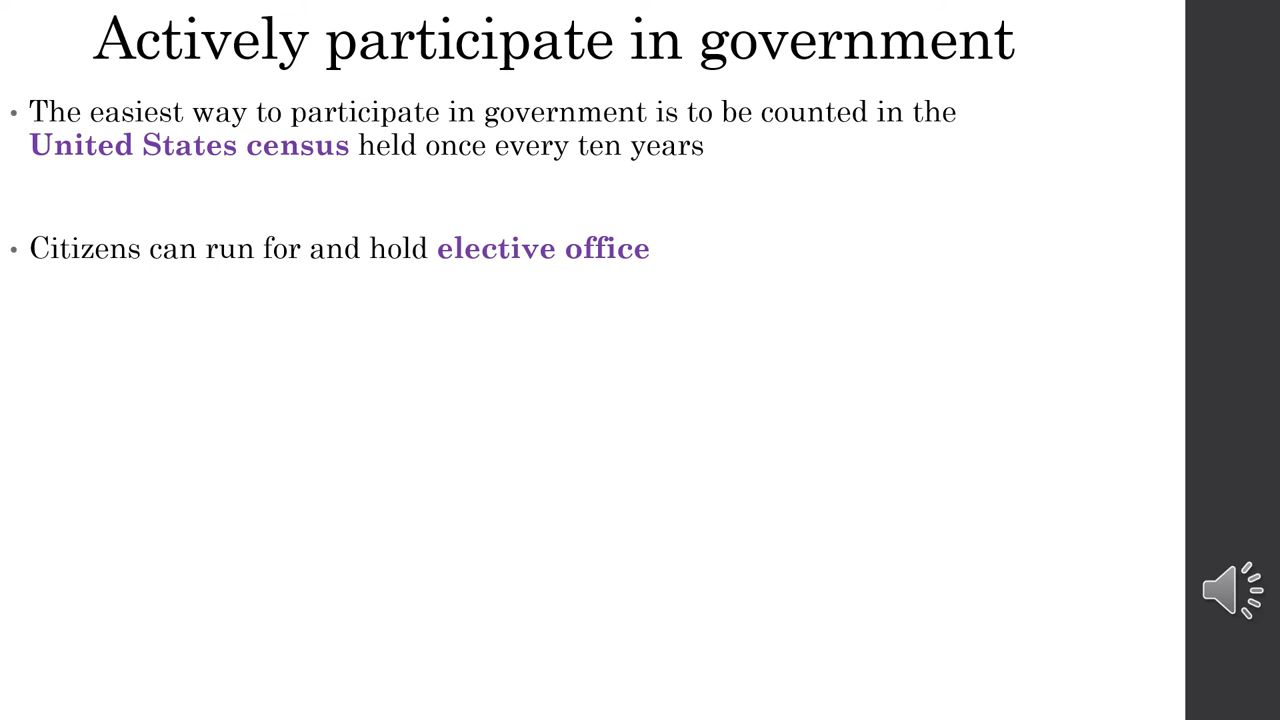 Actively participate in government
• The easiest way to participate in government is to be counted in the
United States census held once every ten years
• Citizens can run for and hold elective office